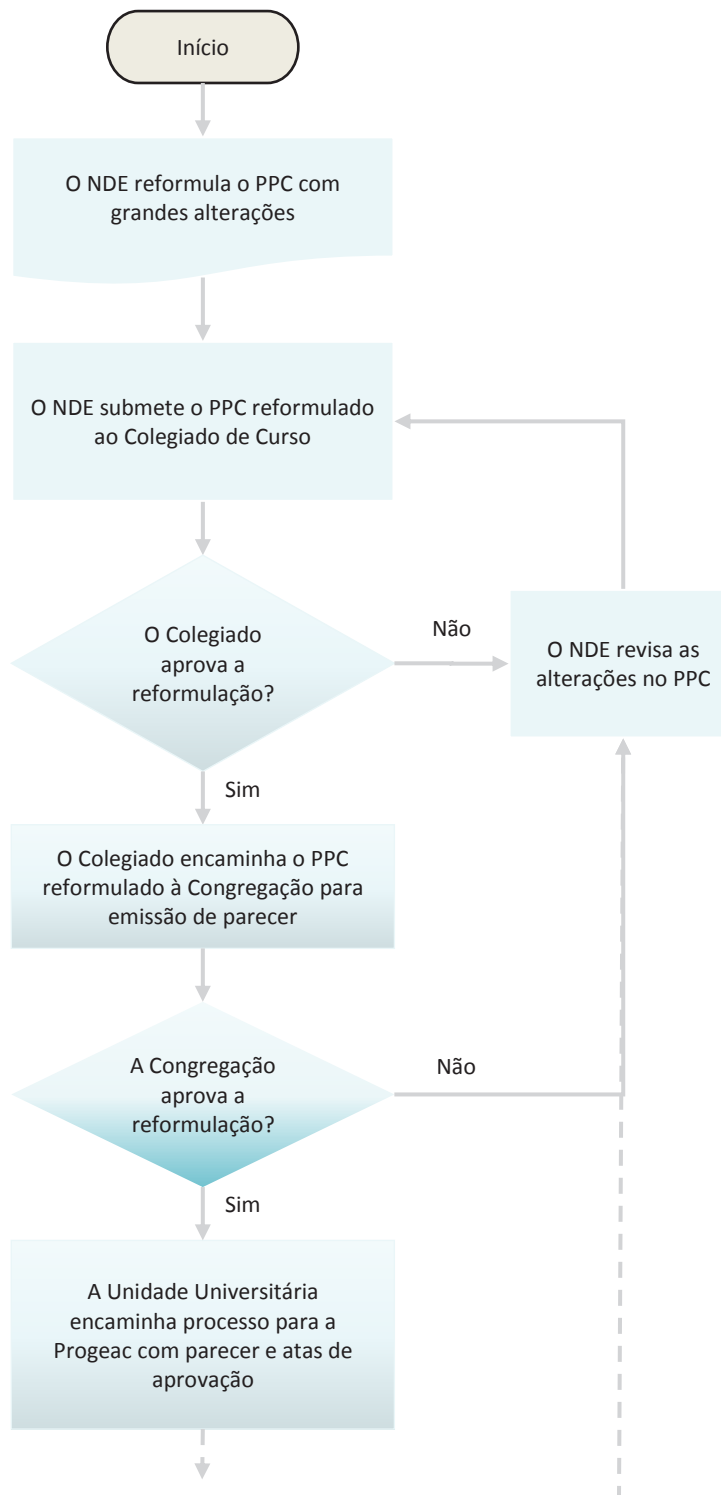 Início
O NDE reformula o PPC com
grandes alterações
O NDE submete o PPC reformulado
ao Colegiado de Curso
O Colegiado
aprova a
reformulação?
Não
O NDE revisa as
alterações no PPC
Sim
O Colegiado encaminha o PPC
reformulado à Congregação para
emissão de parecer
A Congregação
aprova a
reformulação?
Não
Sim
A Unidade Universitária
encaminha processo para a
Progeac com parecer e atas de
aprovação